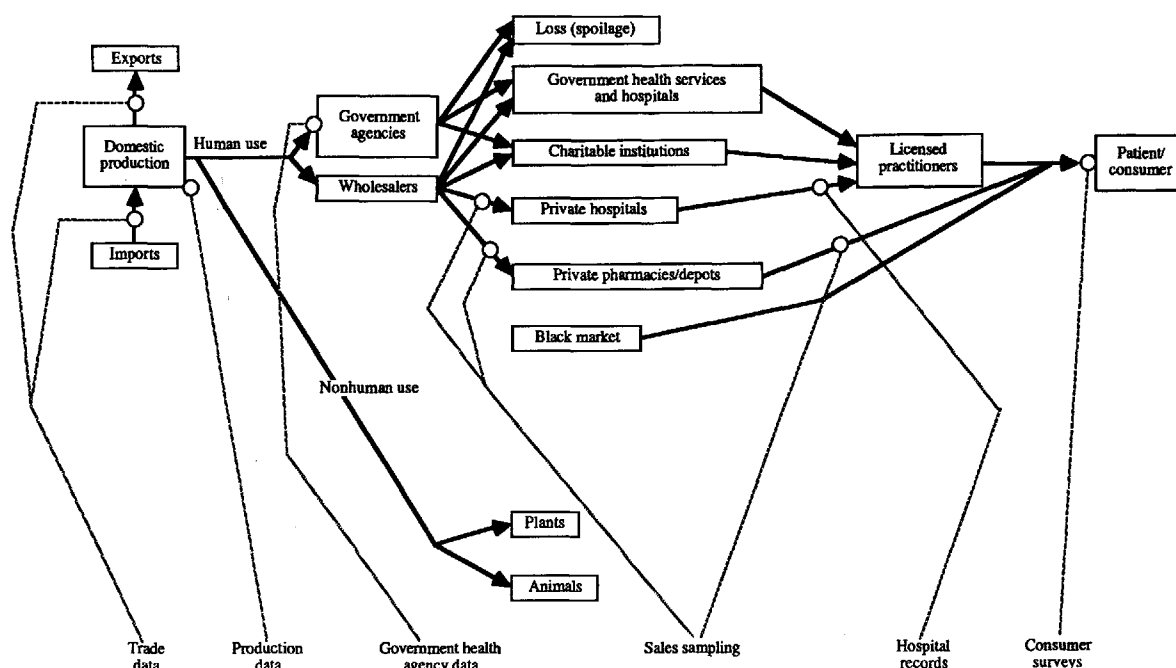 Loss (spoilage)
Exports
Government health services
and hospitals
Government
agencies
Human use
Domestic
production
Charitable institutions
Licensed
practitioners
Patient/
consumer
Wholesalers
Private hospitals
Imports
Private pharmacies/depots
Black market
Nonhuman use
Plants
Animals
Trade
data
Production
data
Government health
agency data
Sales sampling
Hospital
records
Consumer
surveys